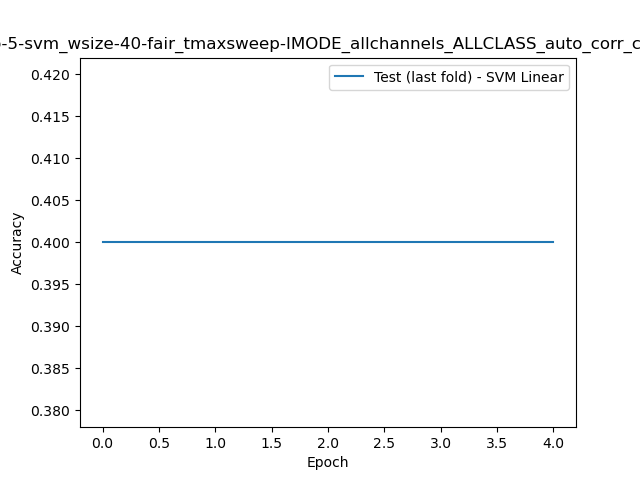 -5-svm_wsize-40-fair_tmaxsweep-IMODE_allchannels_ALLCLASS_auto_corr_c
Test (last fold) - SVM Linear
0.420
0.415
0.410
0.405
0.400
0.395
0.390
0.385
0.380
Accuracy
0.0 0.5 1.0 1.5 2.0 2.5 3.0 3.5 4.0
Epoch